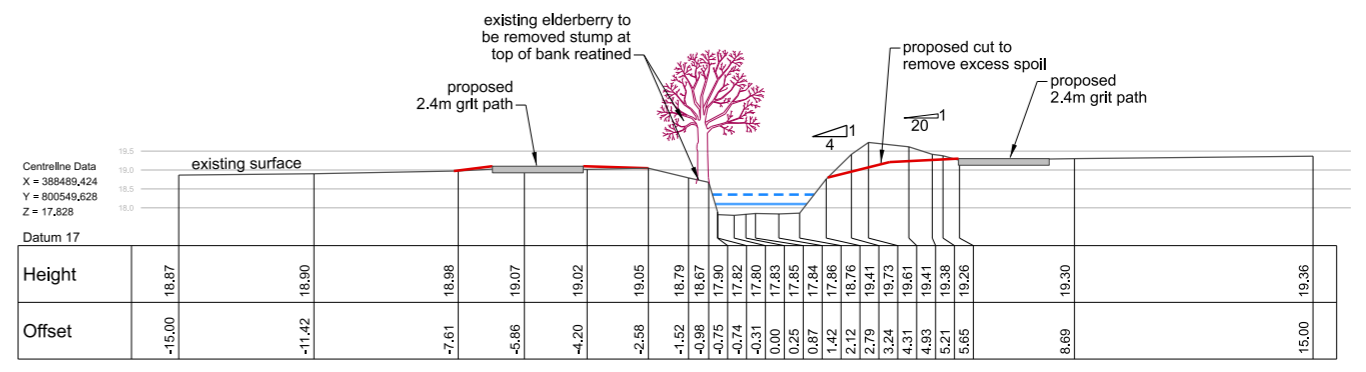 existing elderberry to
be removed stump at
top of bank reatined
proposed
2.4m grit path
proposed cut to
remove excess spoil
proposed
2.4m grit path
1
4
1
20
existing surface
19.5
19.0
18.5
18.0
Centreline Data
X = 388489.424
Y = 800549.628
Z = 17.828
Datum 17
Height 18.87 18.90 18.98 19.07 19.02 19.05 18.79 18.67 17.90 17.82 17.80 17.83 17.85 17.84 17.86 18.76 19.41 19.73 19.61 19.41 19.38 19.26 19.30 19.36
Offset -15.00 -11.42 -7.61 -5.86 -4.20 -2.58 -1.52 -0.98 -0.75 -0.74 -0.31 0.00 0.25 0.87 1.42 2.12 2.79 3.24 4.31 4.93 5.21 5.65 8.69 15.00